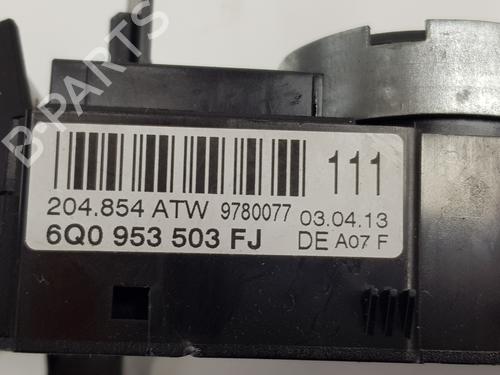 B-PARTS
111
204.854 ATW 9780077 03.04.13
6Q0 953 503 FJ DE A07 F